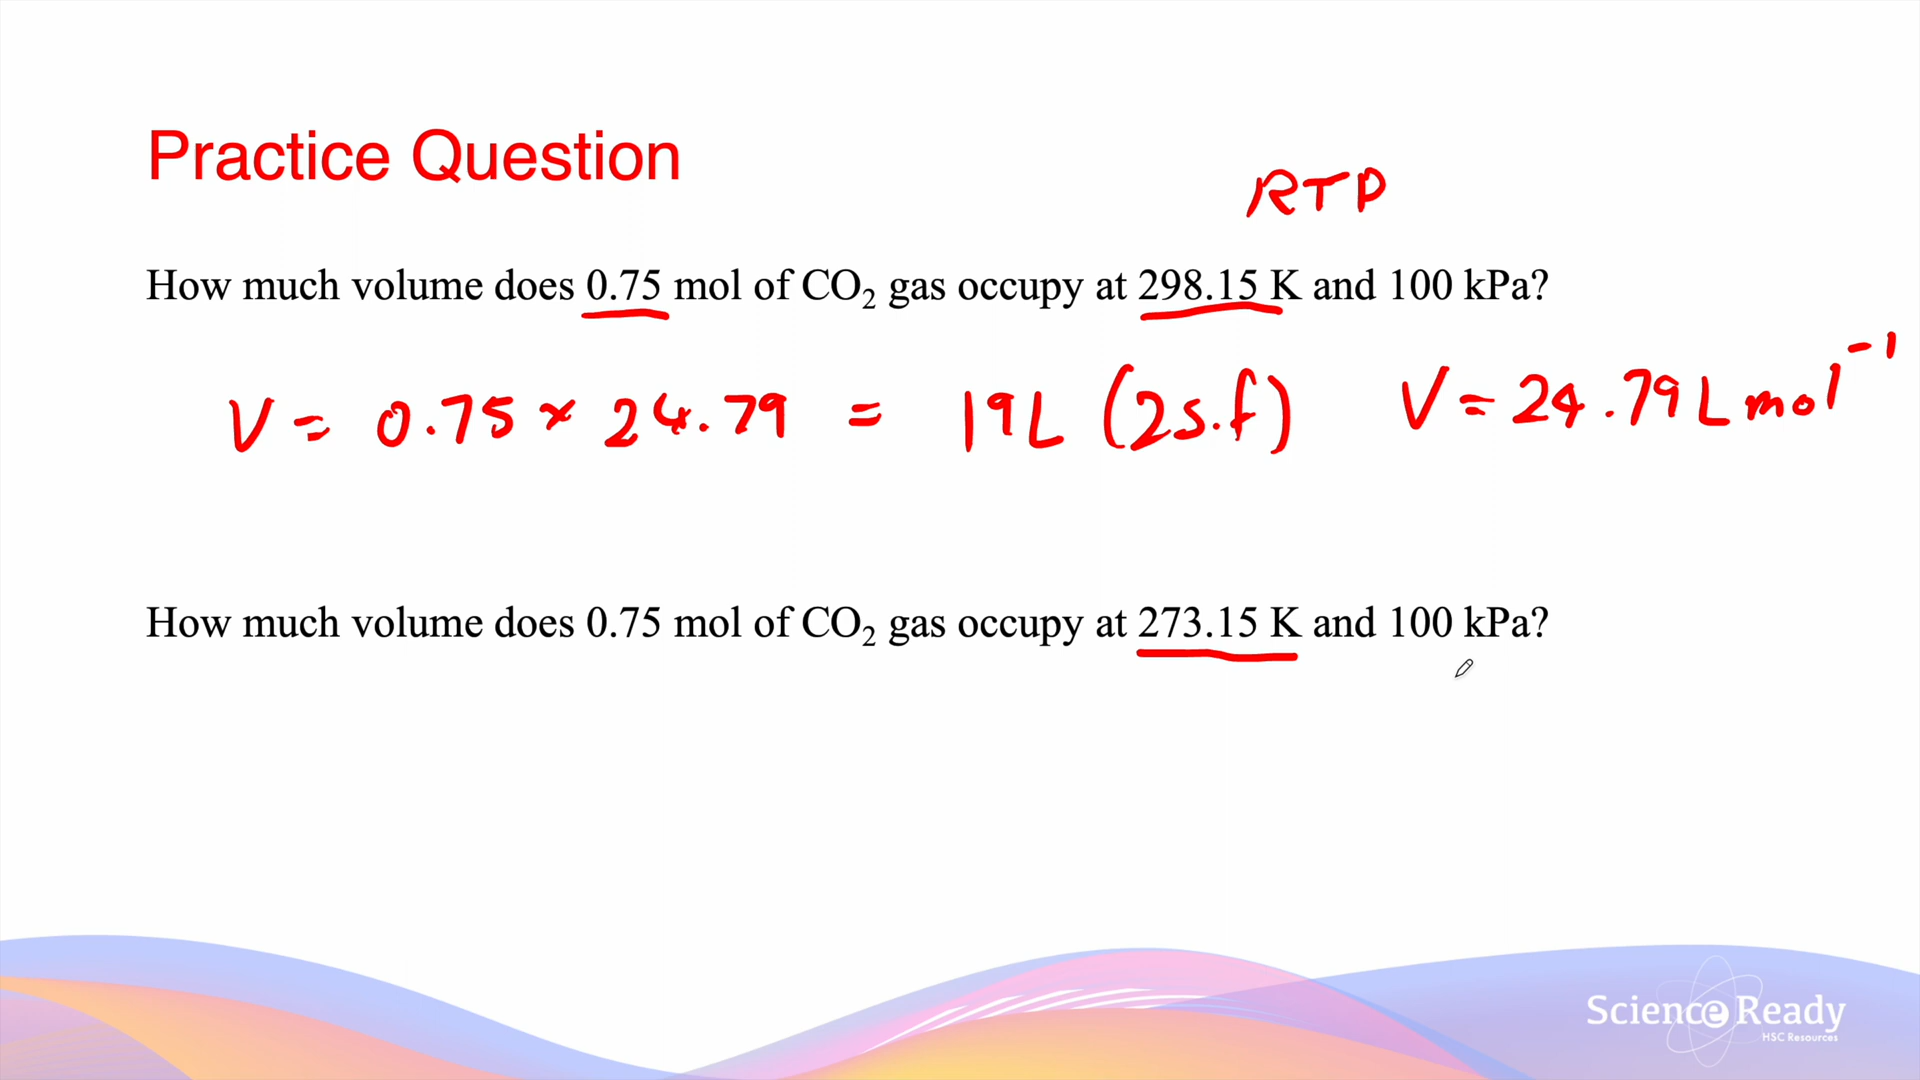 Practice Question
RTP
How much volume does 0.75 mol of CO₂ gas occupy at 298.15 K and 100 kPa?
V = 0.75 × 24.79 = 19L (2s.f) V = 24.79 L mol⁻¹
How much volume does 0.75 mol of CO₂ gas occupy at 273.15 K and 100 kPa?
Science Ready
HSC Resources